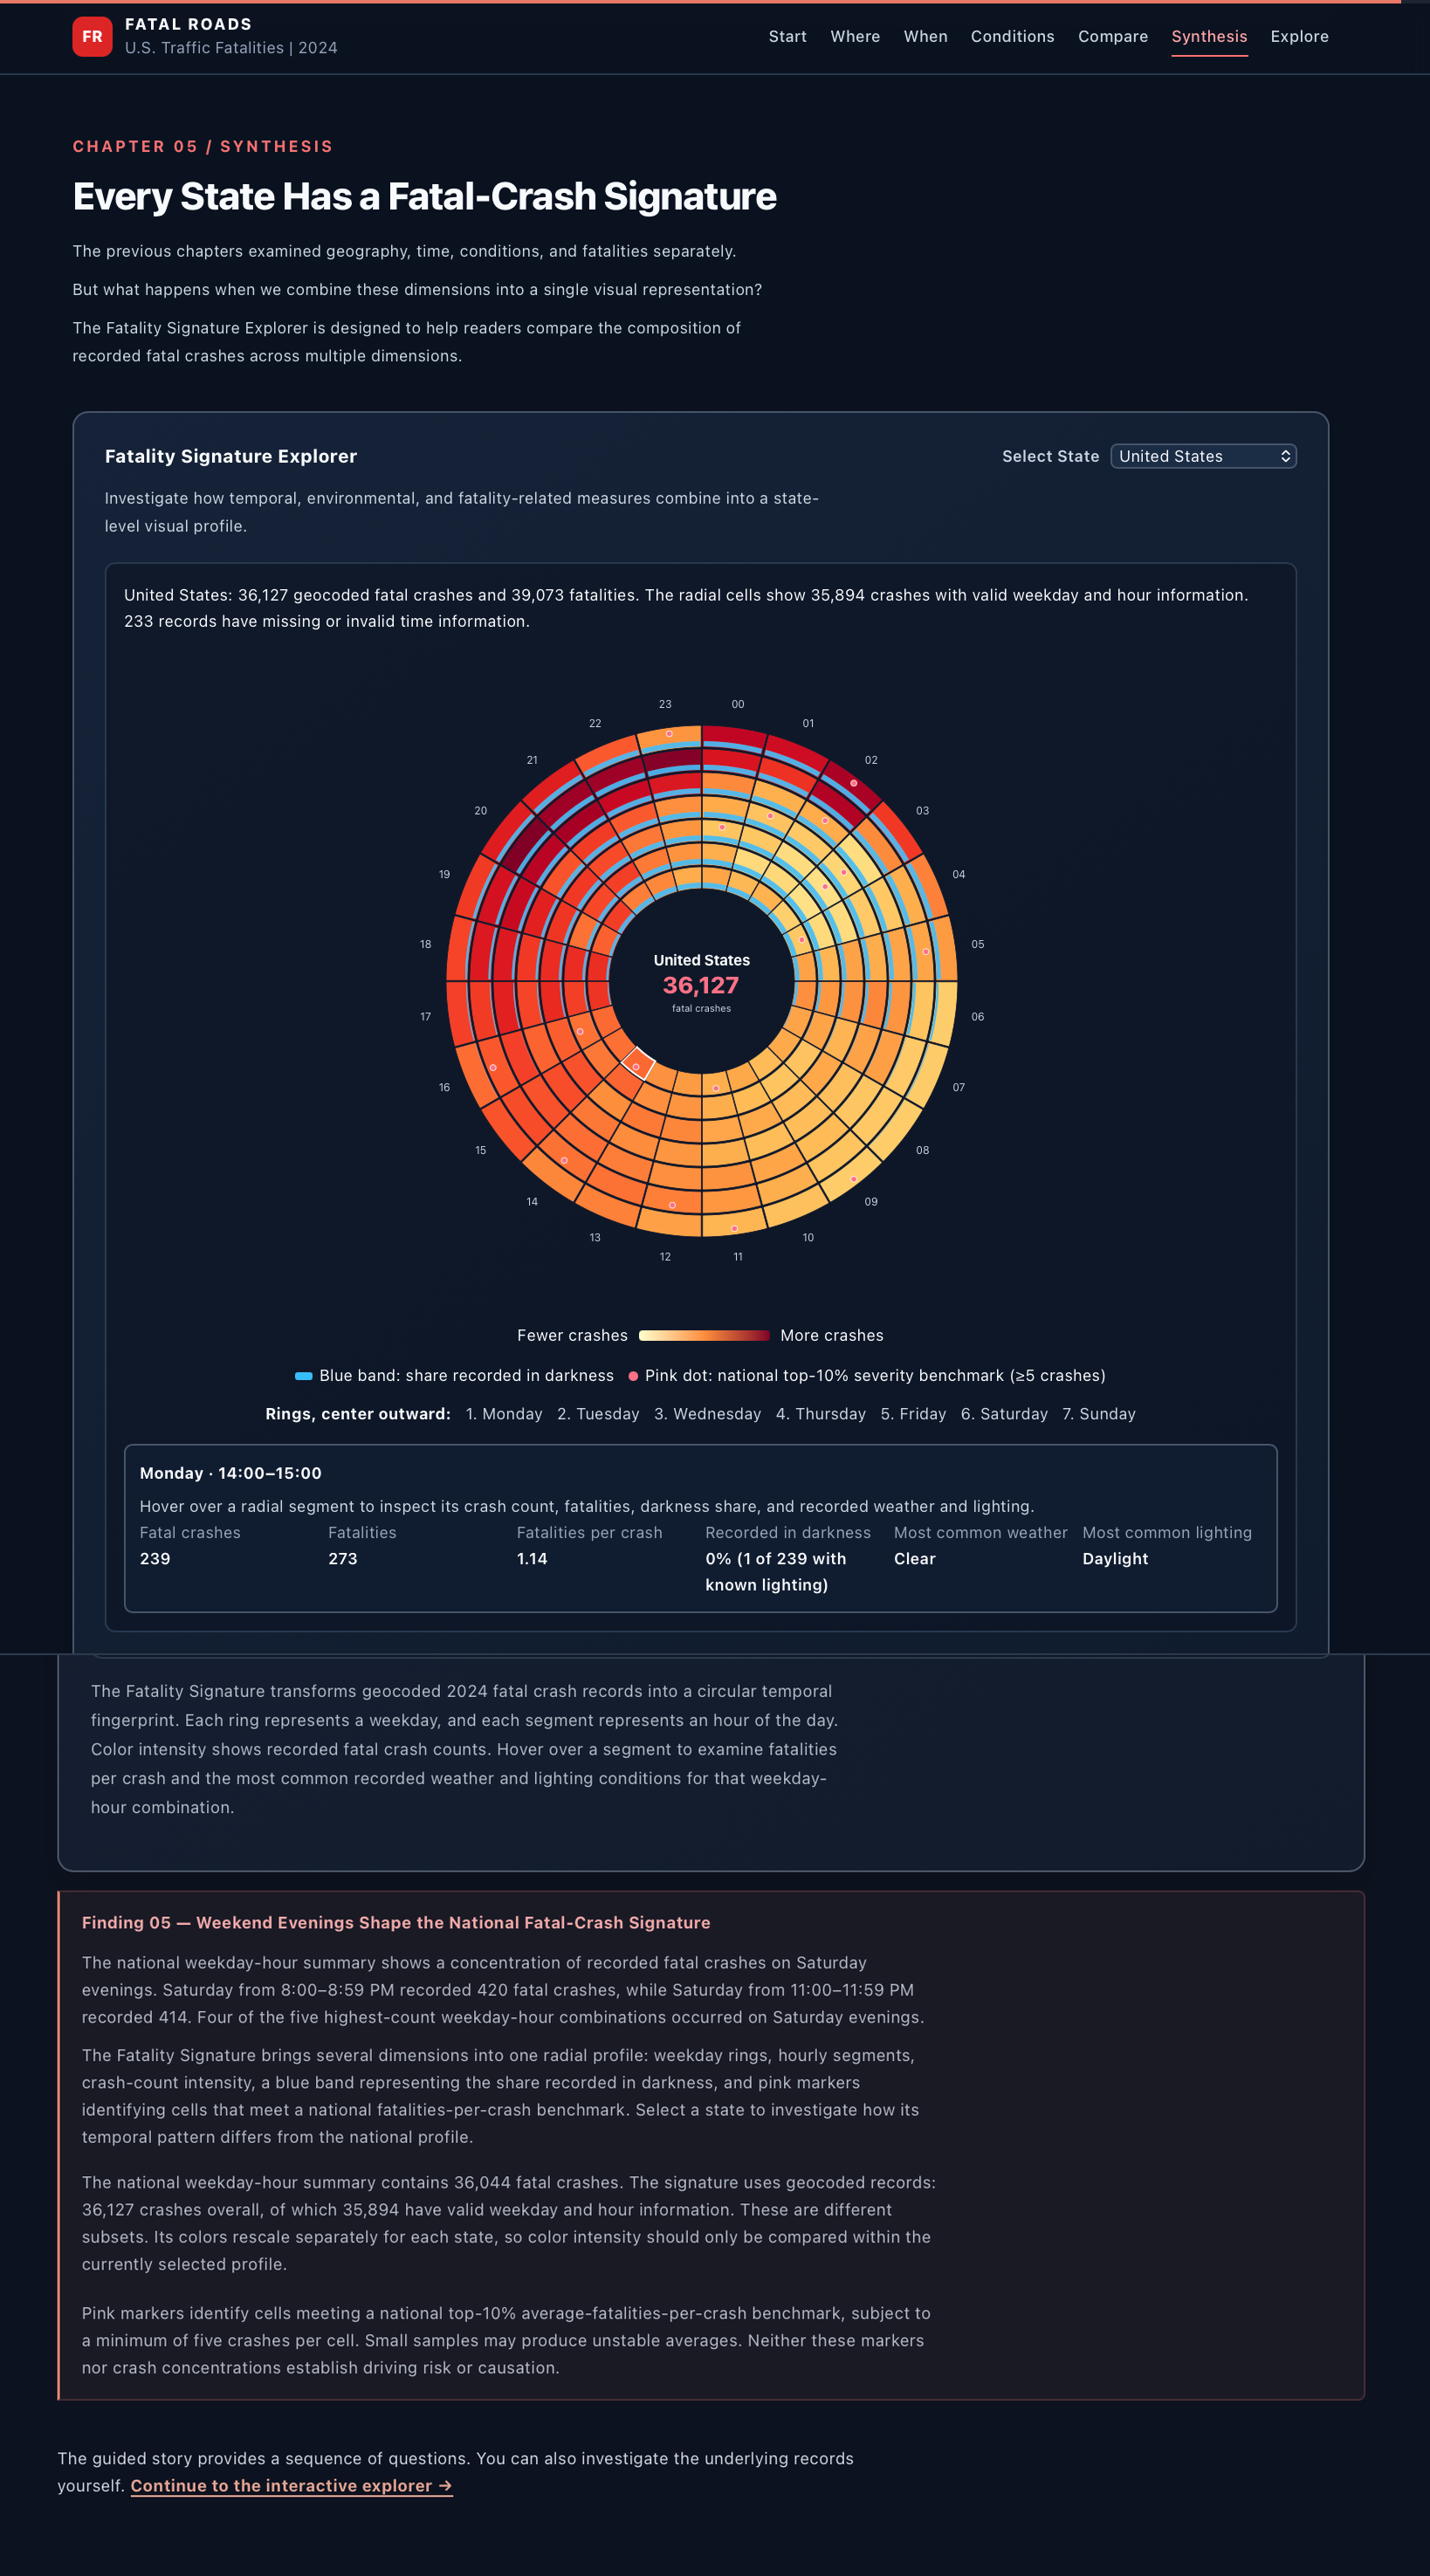 FR
FATAL ROADS
U.S. Traffic Fatalities | 2024
Start Where When Conditions Compare Synthesis Explore
CHAPTER 05 / SYNTHESIS
Every State Has a Fatal-Crash Signature
The previous chapters examined geography, time, conditions, and fatalities separately.
But what happens when we combine these dimensions into a single visual representation?
The Fatality Signature Explorer is designed to help readers compare the composition of
recorded fatal crashes across multiple dimensions.
Fatality Signature Explorer
Select State United States
Investigate how temporal, environmental, and fatality-related measures combine into a state-
level visual profile.
United States: 36,127 geocoded fatal crashes and 39,073 fatalities. The radial cells show 35,894 crashes with valid weekday and hour information.
233 records have missing or invalid time information.
23 00
22 01
21 02
20 03
19 04
18 05
United States
36,127
fatal crashes
17 06
16 07
15 08
14 09
13 10
12 11
Fewer crashes More crashes
Blue band: share recorded in darkness Pink dot: national top-10% severity benchmark (≥5 crashes)
Rings, center outward: 1. Monday 2. Tuesday 3. Wednesday 4. Thursday 5. Friday 6. Saturday 7. Sunday
Monday · 14:00–15:00
Hover over a radial segment to inspect its crash count, fatalities, darkness share, and recorded weather and lighting.
Fatal crashes Fatalities Fatalities per crash Recorded in darkness Most common weather Most common lighting
239 273 1.14 0% (1 of 239 with Clear Daylight
known lighting)
The Fatality Signature transforms geocoded 2024 fatal crash records into a circular temporal
fingerprint. Each ring represents a weekday, and each segment represents an hour of the day.
Color intensity shows recorded fatal crash counts. Hover over a segment to examine fatalities
per crash and the most common recorded weather and lighting conditions for that weekday-
hour combination.
Finding 05 — Weekend Evenings Shape the National Fatal-Crash Signature
The national weekday-hour summary shows a concentration of recorded fatal crashes on Saturday
evenings. Saturday from 8:00–8:59 PM recorded 420 fatal crashes, while Saturday from 11:00–11:59 PM
recorded 414. Four of the five highest-count weekday-hour combinations occurred on Saturday evenings.
The Fatality Signature brings several dimensions into one radial profile: weekday rings, hourly segments,
crash-count intensity, a blue band representing the share recorded in darkness, and pink markers
identifying cells that meet a national fatalities-per-crash benchmark. Select a state to investigate how its
temporal pattern differs from the national profile.
The national weekday-hour summary contains 36,044 fatal crashes. The signature uses geocoded records:
36,127 crashes overall, of which 35,894 have valid weekday and hour information. These are different
subsets. Its colors rescale separately for each state, so color intensity should only be compared within the
currently selected profile.
Pink markers identify cells meeting a national top-10% average-fatalities-per-crash benchmark, subject to
a minimum of five crashes per cell. Small samples may produce unstable averages. Neither these markers
nor crash concentrations establish driving risk or causation.
The guided story provides a sequence of questions. You can also investigate the underlying records
yourself. Continue to the interactive explorer →